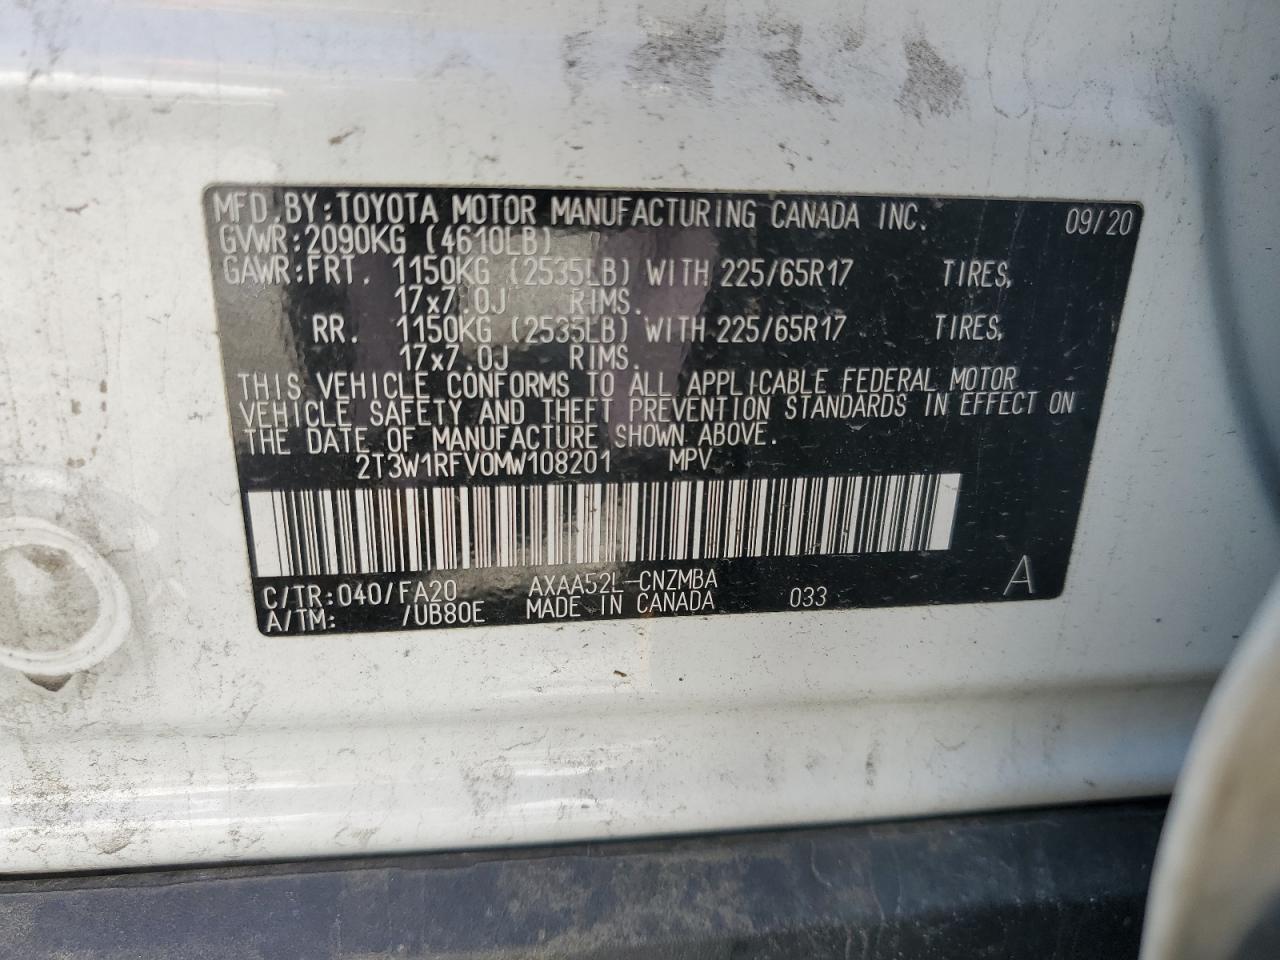 MFD.BY:TOYOTA MOTOR MANUFACTURING CANADA INC. 09/20
GVWR:2090KG (4610LB)
GAWR:FRT. 1150KG (2535LB) WITH 225/65R17 TIRES,
17x7.0J RIMS.
RR. 1150KG (2535LB) WITH 225/65R17 TIRES,
17x7.0J RIMS.
THIS VEHICLE CONFORMS TO ALL APPLICABLE FEDERAL MOTOR
VEHICLE SAFETY AND THEFT PREVENTION STANDARDS IN EFFECT ON
THE DATE OF MANUFACTURE SHOWN ABOVE.
2T3W1RFV0MW108201 MPV
C/TR:040/FA20 AXAA52L-CNZMBA
A/TM: /UB80E MADE IN CANADA 033 A